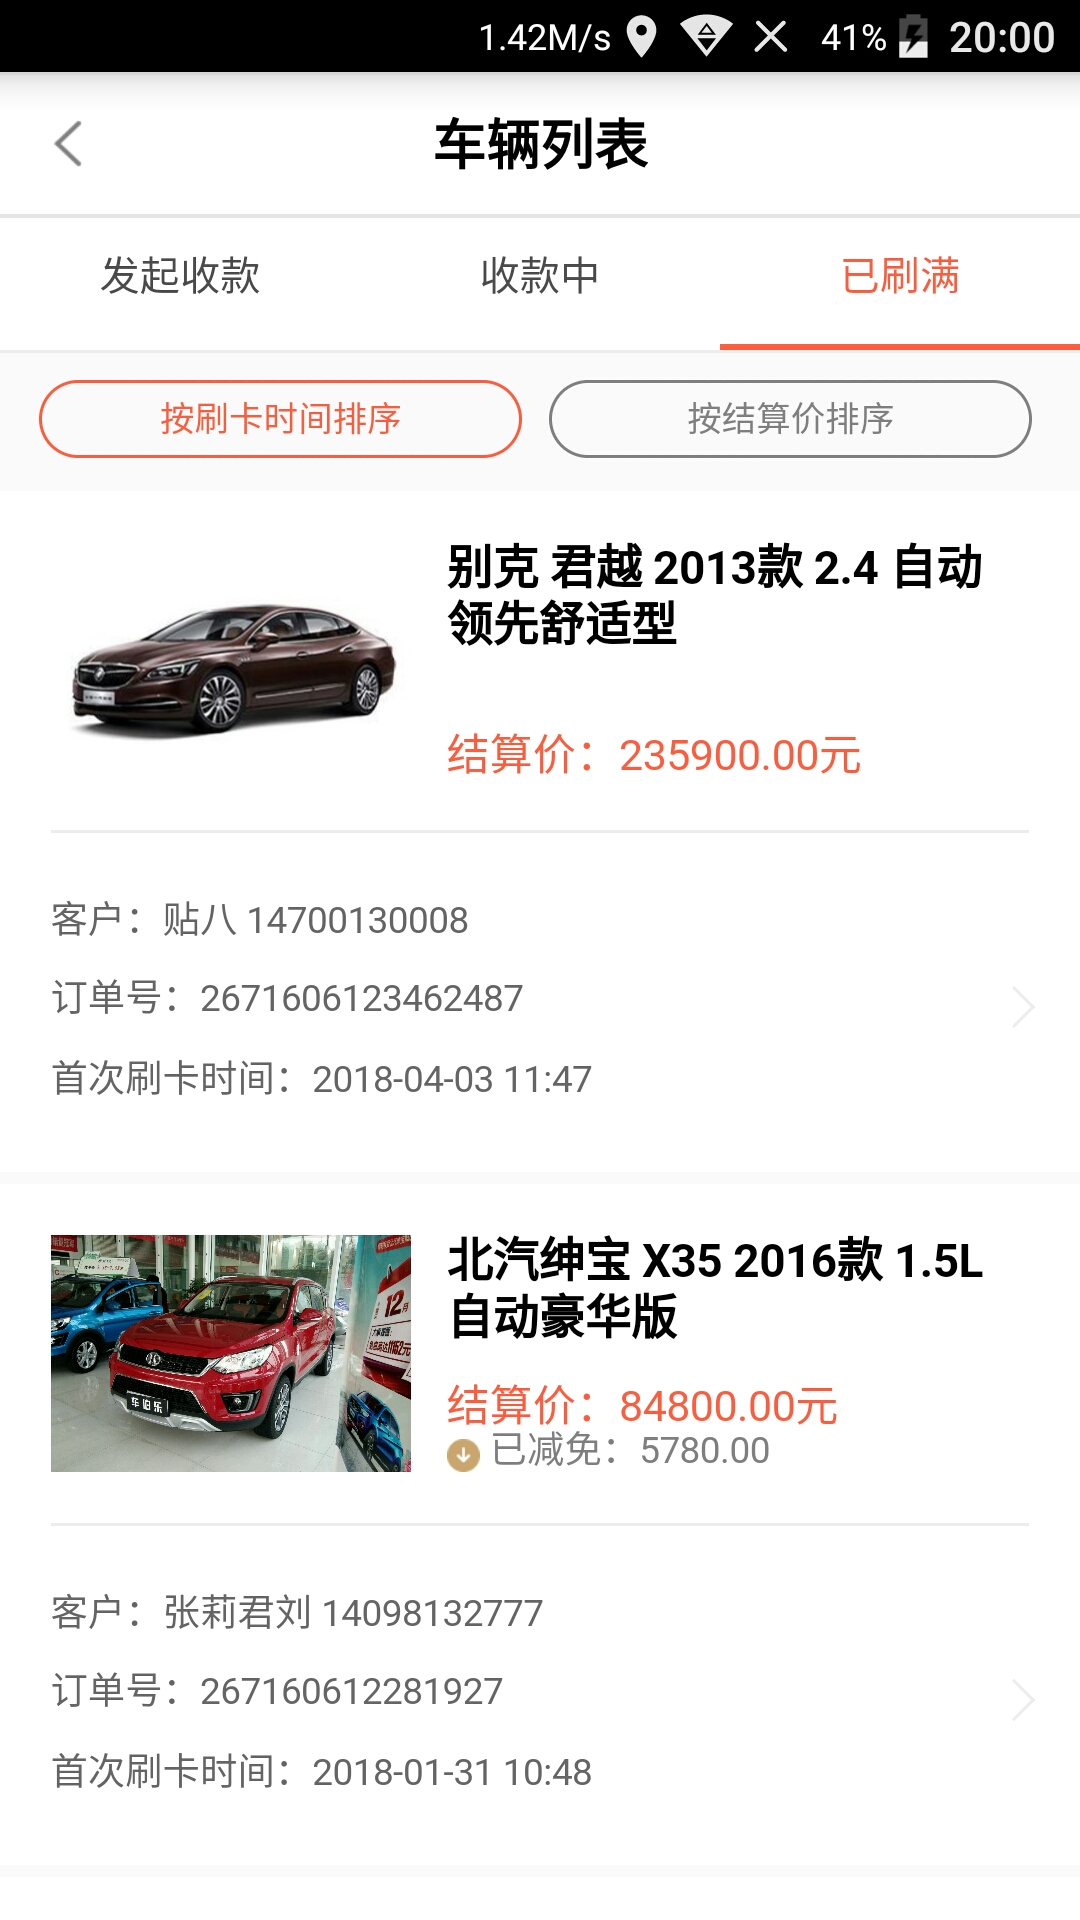 1.42M/s 41% 20:00
车辆列表
发起收款 收款中 已刷满
按刷卡时间排序 按结算价排序
别克 君越 2013款 2.4 自动
领先舒适型
结算价：235900.00元
客户：贴八 14700130008
订单号：2671606123462487
首次刷卡时间：2018-04-03 11:47
北汽绅宝 X35 2016款 1.5L
自动豪华版
12月
车伯乐
结算价：84800.00元
已减免：5780.00
客户：张莉君刘 14098132777
订单号：267160612281927
首次刷卡时间：2018-01-31 10:48